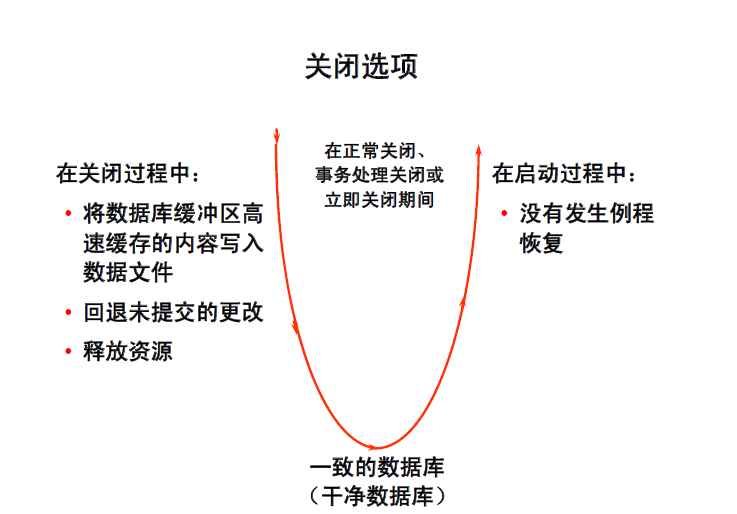 关闭选项
在正常关闭、
事务处理关闭或
立即关闭期间
在关闭过程中：
• 将数据库缓冲区高
速缓存的内容写入
数据文件
• 回退未提交的更改
• 释放资源
在启动过程中：
• 没有发生例程
恢复
一致的数据库
（干净数据库）